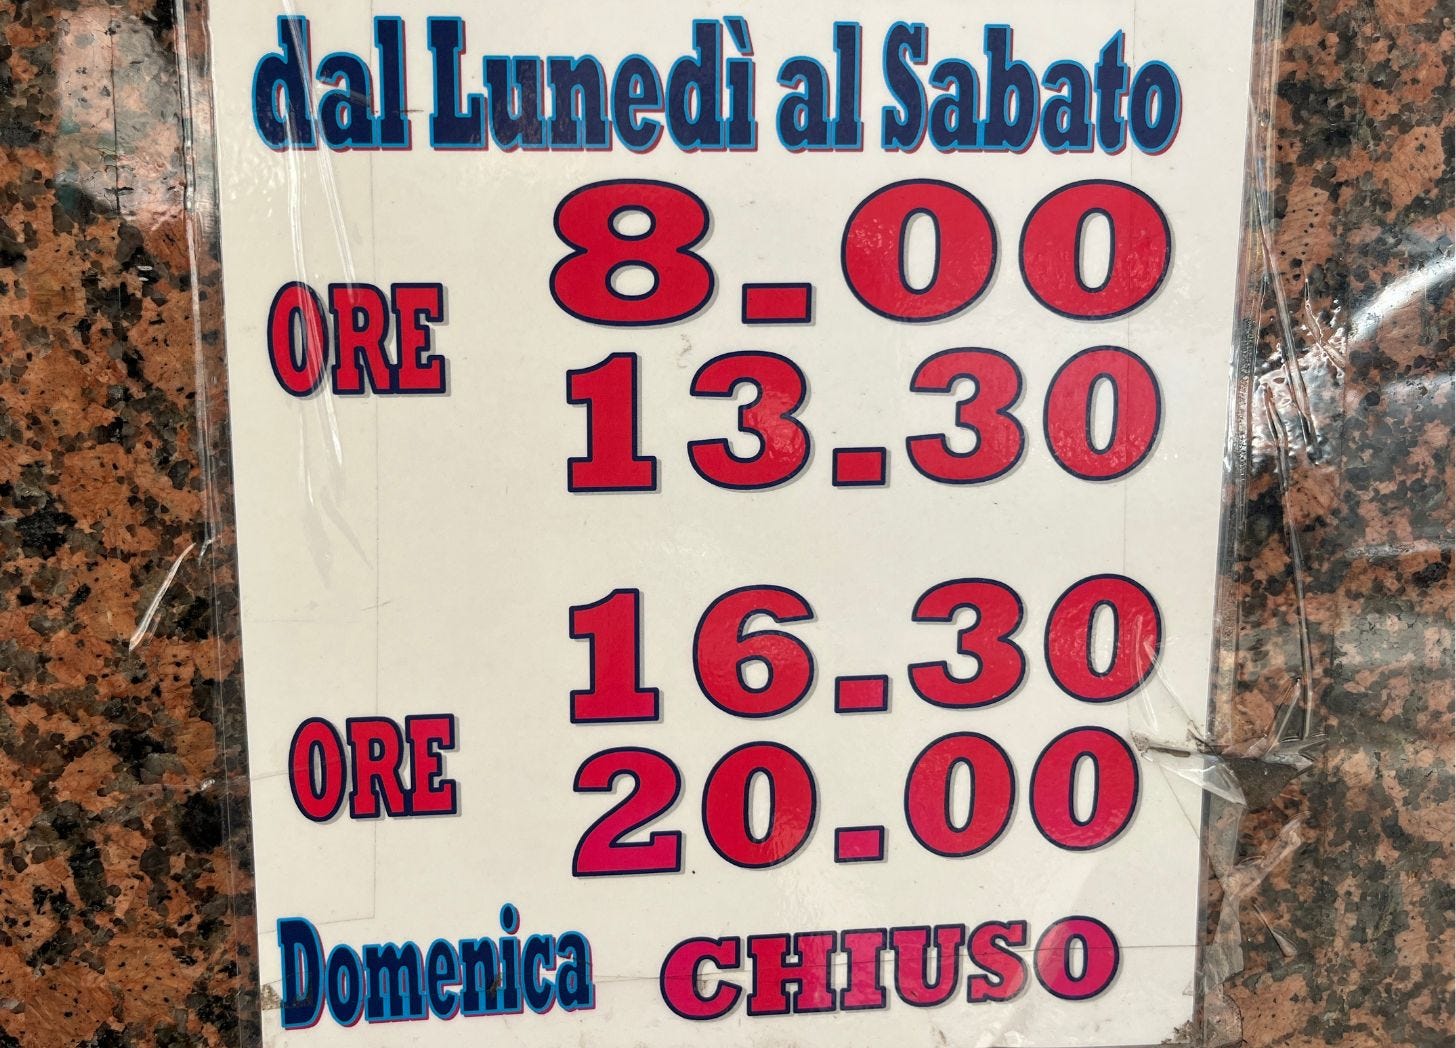 dal Lunedì al Sabato
8.00
ORE
13.30
16.30
ORE
20.00
Domenica CHIUSO